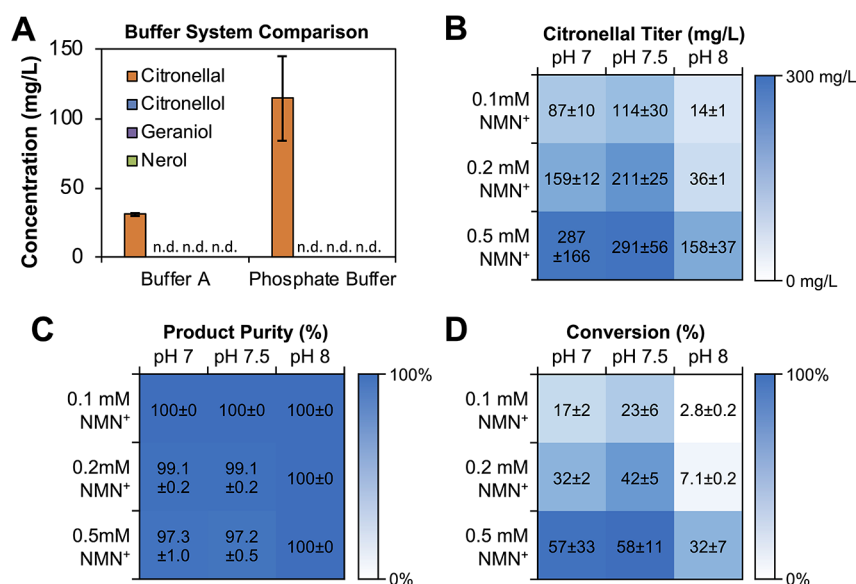 A
Buffer System Comparison
Concentration (mg/L)
150
100
50
0
Citronellal
Citronellol
Geraniol
Nerol
n.d. n.d. n.d.
n.d. n.d. n.d.
Buffer A
Phosphate Buffer
B
Citronellal Titer (mg/L)
pH 7 pH 7.5 pH 8
0.1mM
NMN⁺
87±10 114±30 14±1
0.2 mM
NMN⁺
159±12 211±25 36±1
0.5 mM
NMN⁺
287
±166
291±56 158±37
300 mg/L
0 mg/L
C
Product Purity (%)
pH 7 pH 7.5 pH 8
0.1 mM
NMN⁺
100±0 100±0 100±0
0.2mM
NMN⁺
99.1
±0.2
99.1
±0.2
100±0
0.5mM
NMN⁺
97.3
±1.0
97.2
±0.5
100±0
100%
0%
D
Conversion (%)
pH 7 pH 7.5 pH 8
0.1 mM
NMN⁺
17±2 23±6 2.8±0.2
0.2 mM
NMN⁺
32±2 42±5 7.1±0.2
0.5 mM
NMN⁺
57±33 58±11 32±7
100%
0%